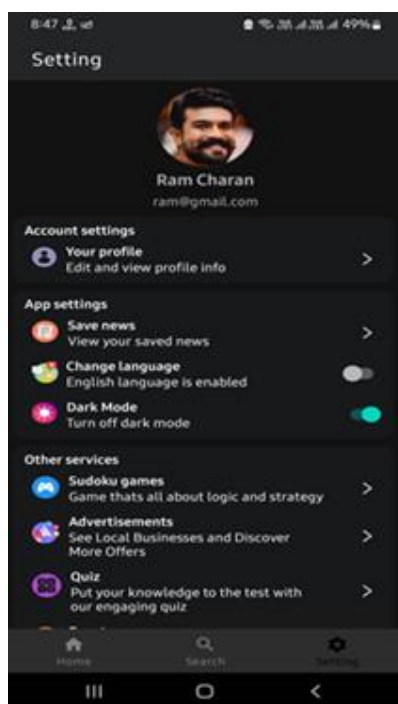 8:47
49%
Setting
Ram Charan
ram@gmail.com
Account settings
Your profile
Edit and view profile info
>
App settings
Save news
View your saved news
>
Change language
English language is enabled
Dark Mode
Turn off dark mode
Other services
Sudoku games
Game thats all about logic and strategy
>
Advertisements
See Local Businesses and Discover
More Offers
>
Quiz
Put your knowledge to the test with
our engaging quiz
>
Home
Search
Setting